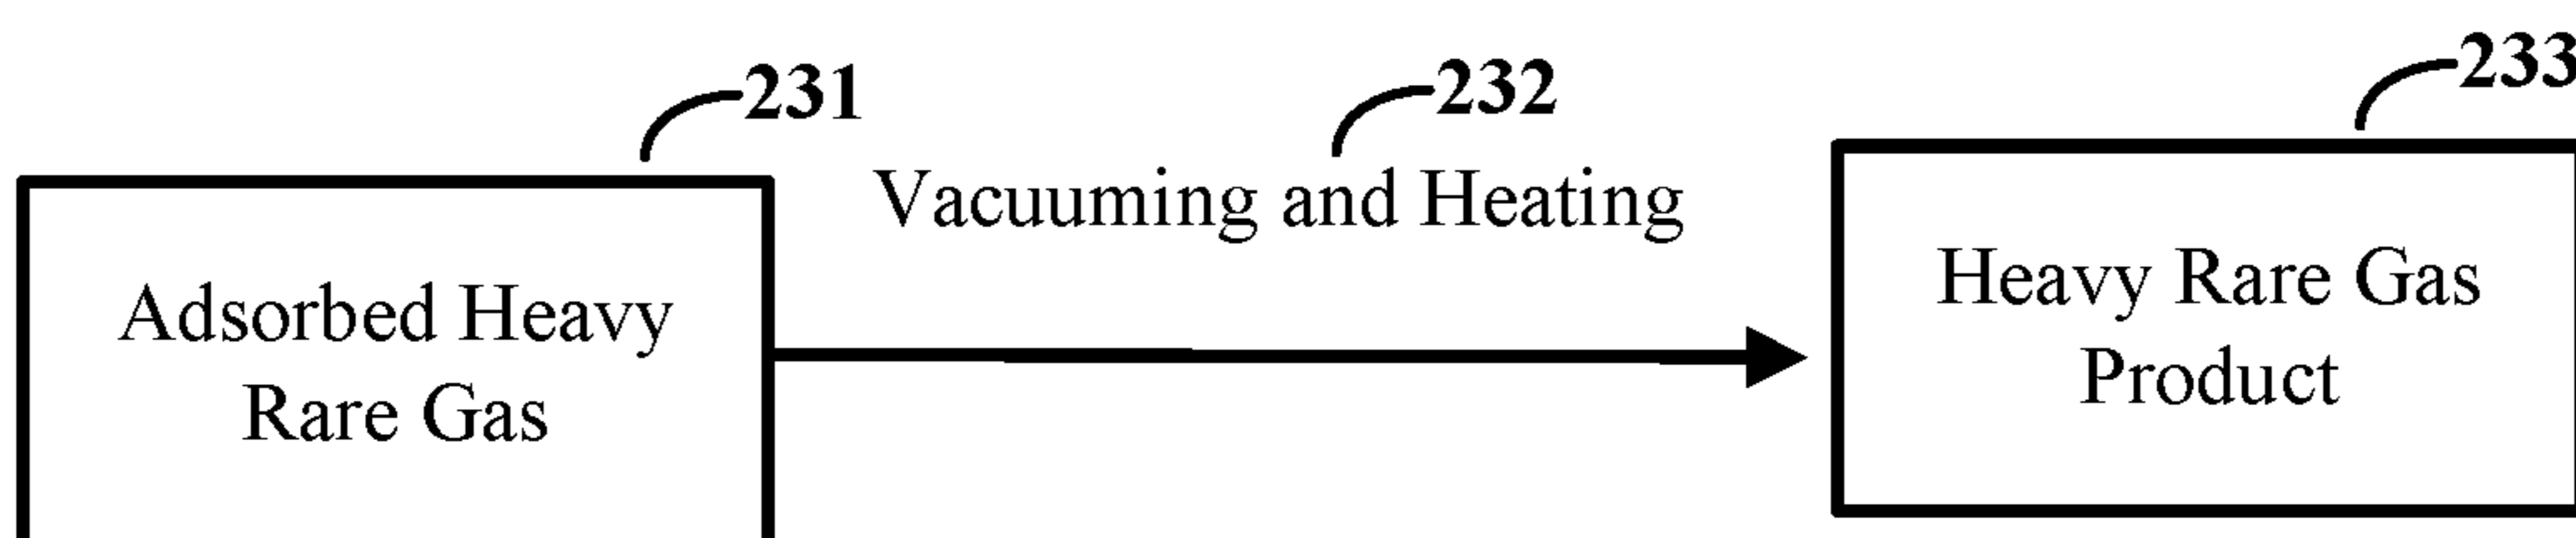 231
232
233
Vacuuming and Heating
Adsorbed Heavy
Rare Gas
Heavy Rare Gas
Product